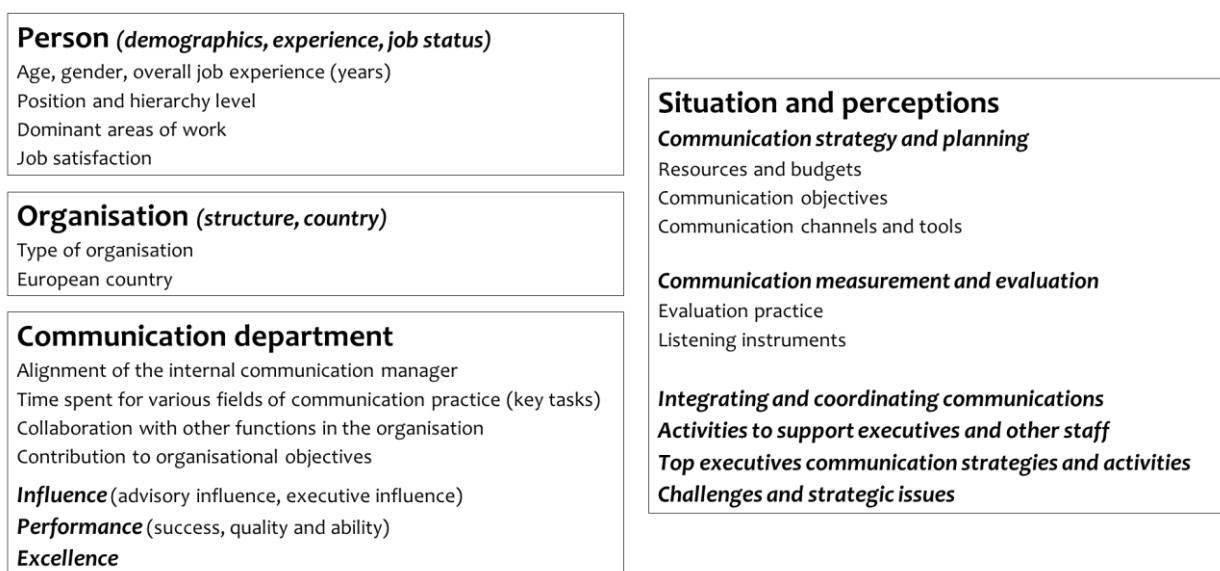 Person (demographics, experience, job status)
Age, gender, overall job experience (years)
Position and hierarchy level
Dominant areas of work
Job satisfaction
Organisation (structure, country)
Type of organisation
European country
Communication department
Alignment of the internal communication manager
Time spent for various fields of communication practice (key tasks)
Collaboration with other functions in the organisation
Contribution to organisational objectives
Influence (advisory influence, executive influence)
Performance (success, quality and ability)
Excellence
Situation and perceptions
Communication strategy and planning
Resources and budgets
Communication objectives
Communication channels and tools
Communication measurement and evaluation
Evaluation practice
Listening instruments
Integrating and coordinating communications
Activities to support executives and other staff
Top executives communication strategies and activities
Challenges and strategic issues